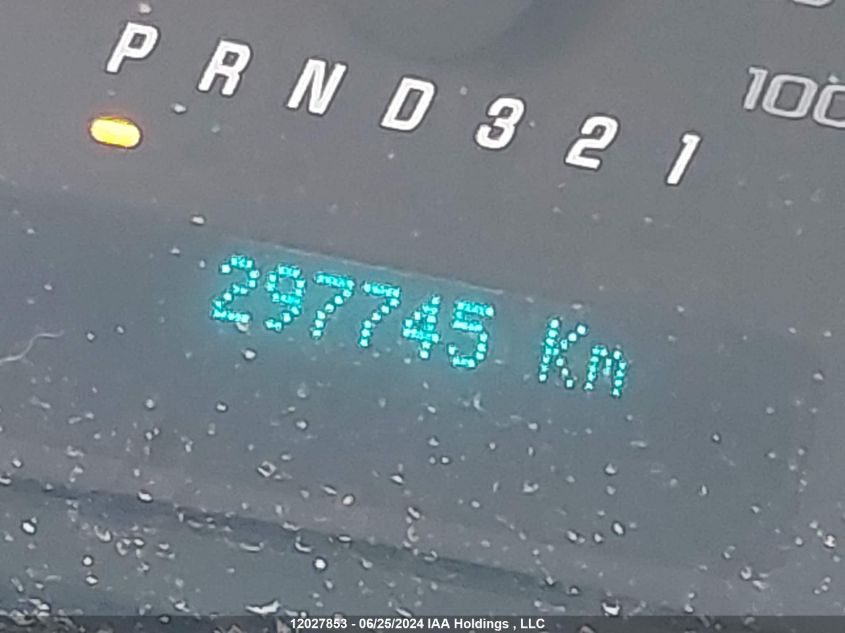 P R N D 3 2 1
100
297745 Km
12027853 - 06/25/2024 IAA Holdings , LLC